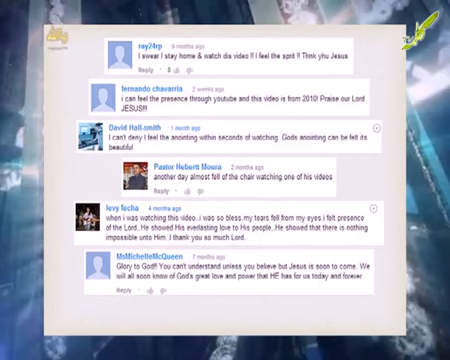 ray24rp 9 months ago
I swear I stay home & watch dis video !! I feel the sprit !! Thnk yhu Jesus
Reply 8
fernando chavarria 2 weeks ago
i can feel the presence through youtube and this video is from 2010! Praise our Lord
JESUS!!!
David Hall-smith 1 month ago
I can't deny I feel the anointing within seconds of watching. Gods anointing can be felt its
beautiful
Pastor Hebertt Moura 2 months ago
another day almost fell of the chair watching one of his videos
Reply
levy fecha 4 months ago
when i was watching this video..i was so bless.my tears fell from my eyes.i felt presence
of the Lord..He showed His everlasting love to His people..He showed that there is nothing
impossible unto Him..I thank you so much Lord..
MsMichelleMcQueen 7 months ago
Glory to God!! You can't understand unless you believe but Jesus is soon to come. We
will all soon know of God's great love and power that HE has for us today and forever
Reply